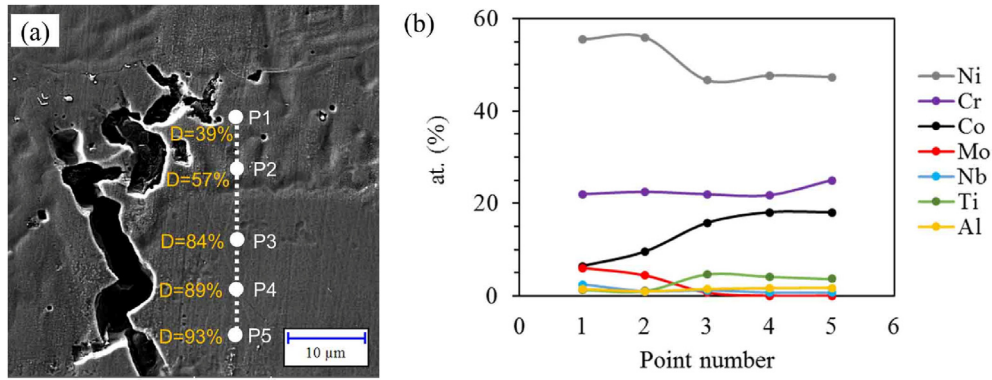 (a)
P1
D=39%
P2
D=57%
P3
D=84%
P4
D=89%
P5
D=93%
10 µm
(b)
60
40
20
0
at. (%)
0 1 2 3 4 5 6
Point number
Ni
Cr
Co
Mo
Nb
Ti
Al